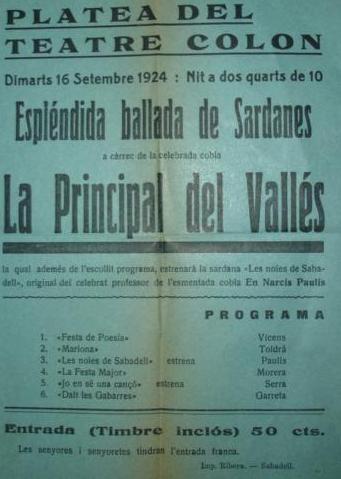 PLATEA DEL
TEATRE COLON
Dimarts 16 Setembre 1924 : Nit a dos quarts de 10
Espléndida ballada de Sardanes
a càrrec de la celebrada cobla
La Principal del Vallés
la qual ademés de l'escullit programa, estrenarà la sardana «Les noies de Saba-
dell», original del celebrat professor de l'esmentada cobla En Narcís Paulís
PROGRAMA
1. «Festa de Poesia» Vicens
2. «Mariona» Toldrà
3. «Les noies de Sabadell» estrena Paulís
4. «La Festa Major» Morera
5. «Jo en sé una cançó» estrena Serra
6. «Dalt les Gabarres» Garreta
Entrada (Timbre inclós) 50 cts.
Les senyores i senyoretes tindran l'entrada franca.
Imp. Ribera. — Sabadell.